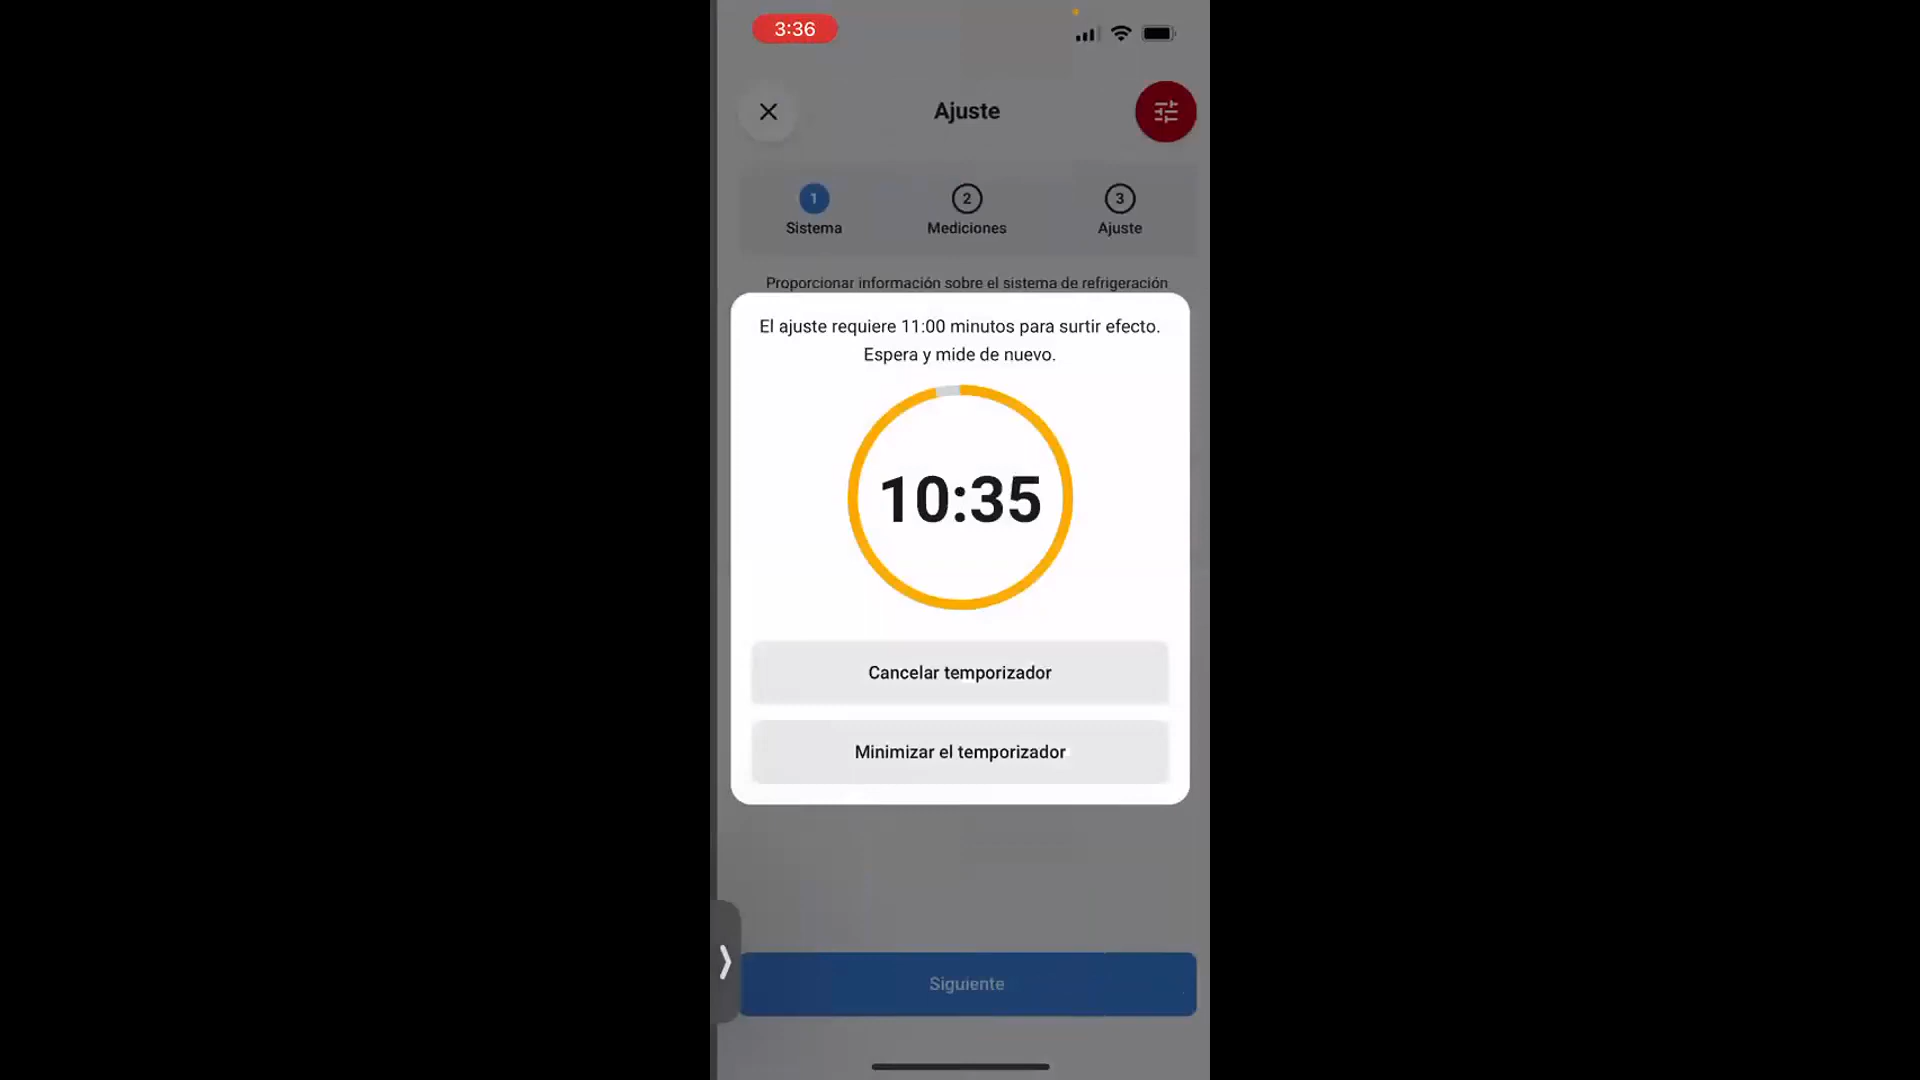 3:36
Ajuste
1
2
3
Sistema
Mediciones
Ajuste
Proporcionar información sobre el sistema de refrigeración
El ajuste requiere 11:00 minutos para surtir efecto.
Espera y mide de nuevo.
10:35
Cancelar temporizador
Minimizar el temporizador
Siguiente